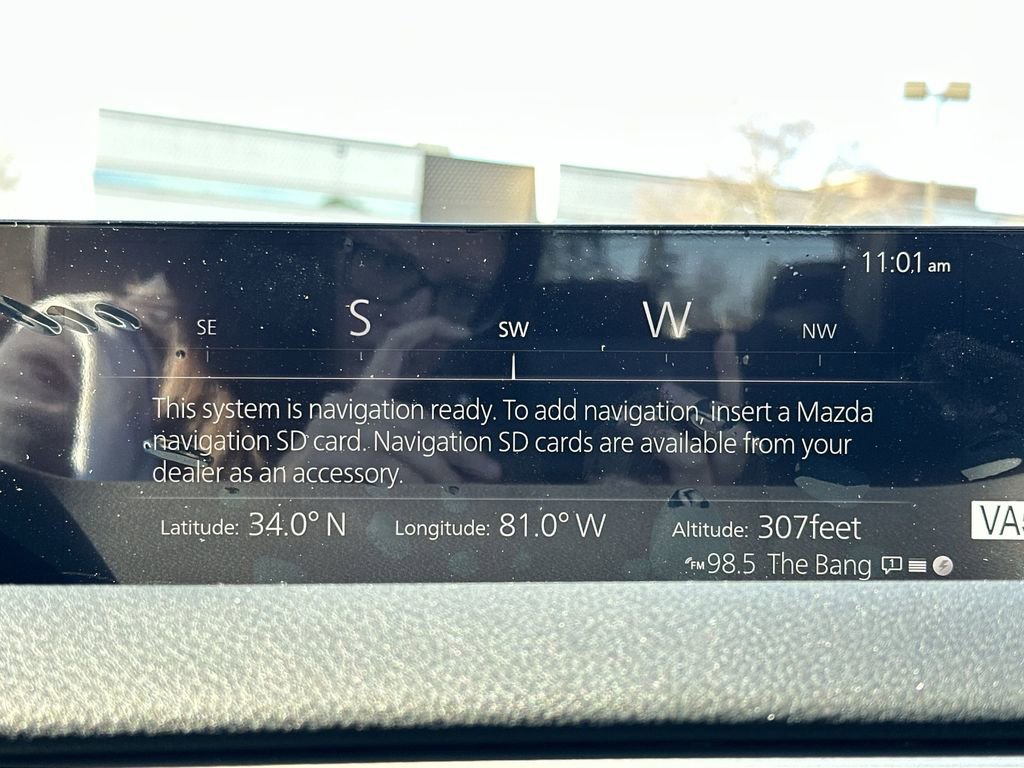 11:01 am
SE S SW W NW
This system is navigation ready. To add navigation, insert a Mazda
navigation SD card. Navigation SD cards are available from your
dealer as an accessory.
Latitude: 34.0° N Longitude: 81.0° W Altitude: 307feet
FM 98.5 The Bang 1